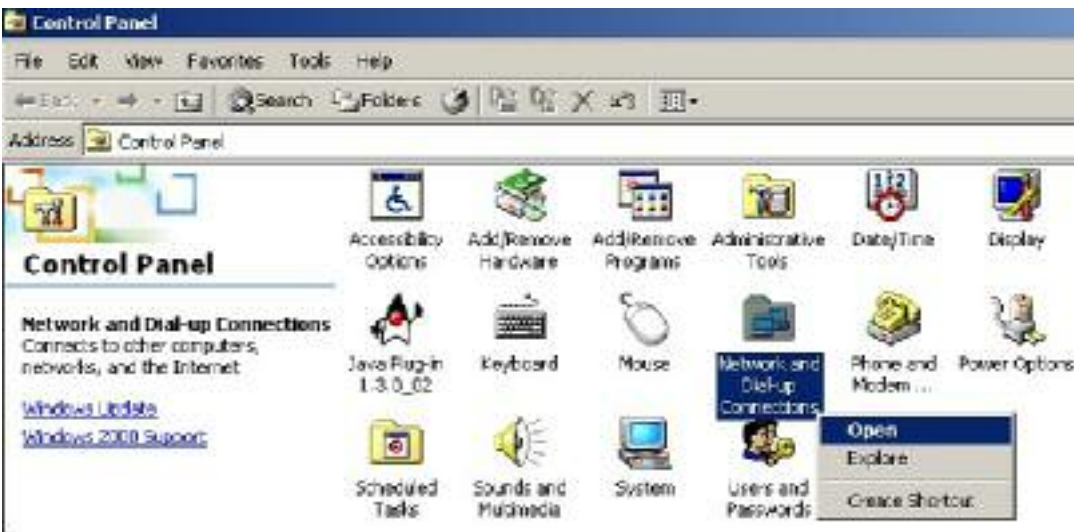 Control Panel
File Edit View Favorites Tools Help
Back Search Folders
Address Control Panel
Control Panel
Network and Dial-up Connections
Connects to other computers,
networks, and the Internet
Windows Update
Windows 2000 Support
Accessibility Options
Add/Remove Hardware
Add/Remove Programs
Administrative Tools
Date/Time
Display
Java Plug-in 1.3.0_02
Keyboard
Mouse
Network and Dial-up Connections
Phone and Modem ...
Power Options
Scheduled Tasks
Sounds and Multimedia
System
Users and Passwords
Open
Explore
Create Shortcut